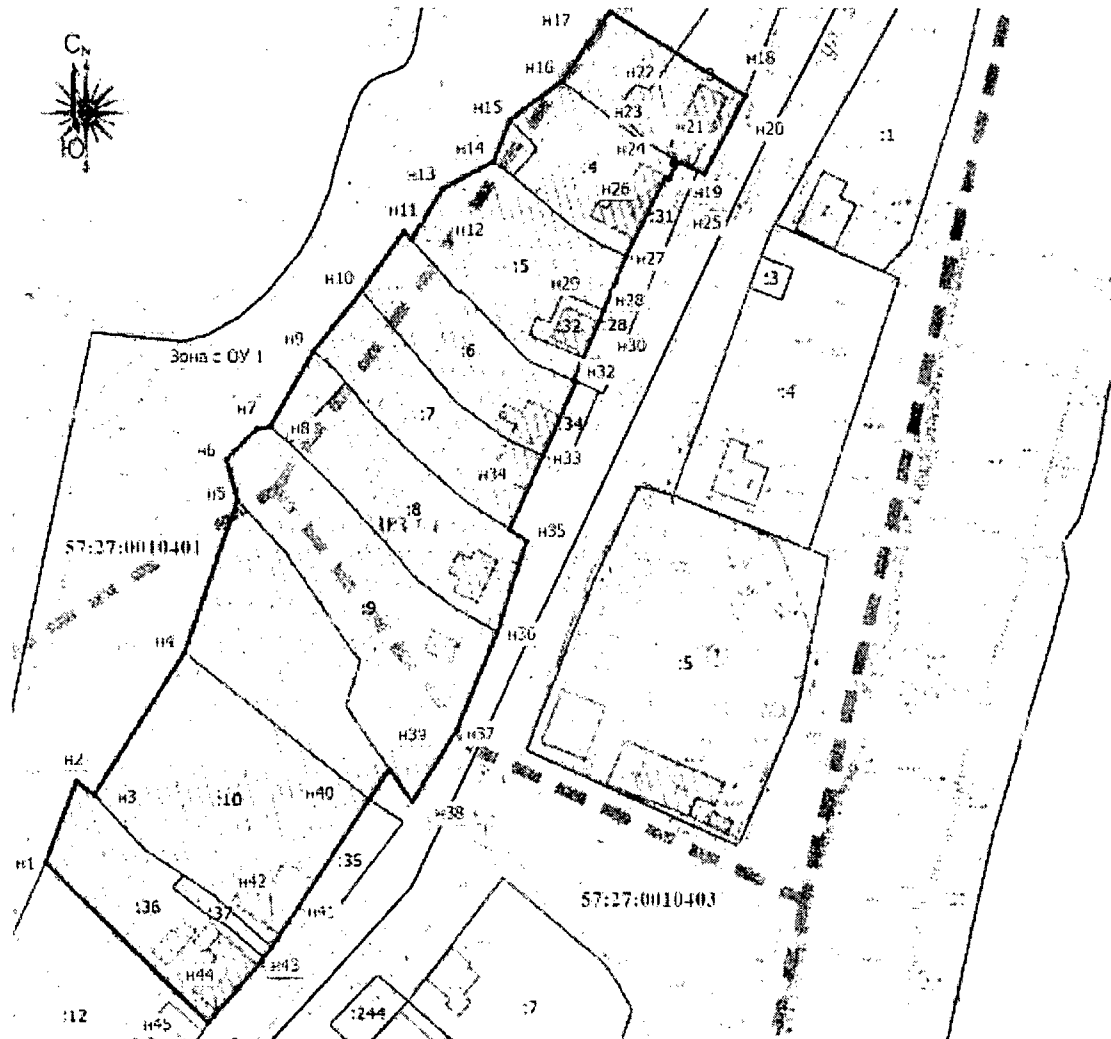 н17
С N
н18
н16
н22
:3
н15
н23
н21
н20
:1
Ю
н14
н24
:4
н13
н26
н19
:31
н25
н11
н12
н27
:5
н10
н29
:3
н28
:32
:28
н30
Зона с ОУ 1
н9
:6
н32
:4
н7
:7
:34
н8
н33
н6
н34
н5
:8
н35
57:27:0010401
:9
н36
н4
:5
н39
н37
н2
н3
:10
н40
н38
н1
:35
н42
57:27:0010403
:36
:37
н41
н43
н44
:12
н45
:244
:7